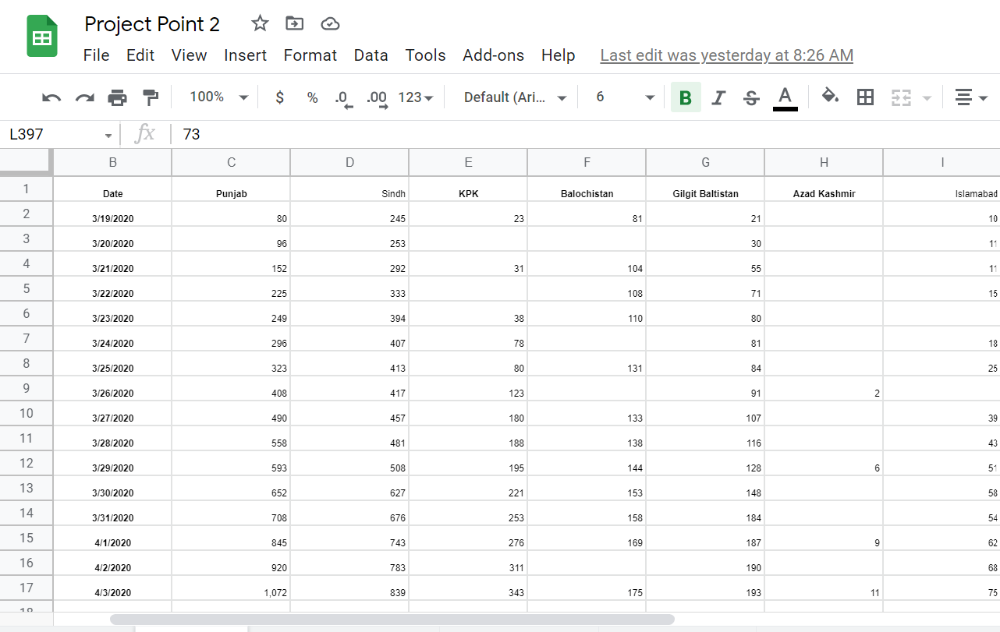 Project Point 2
File Edit View Insert Format Data Tools Add-ons Help Last edit was yesterday at 8:26 AM
100% $ % .0 .00 123 Default (Ari... 6 B I S A
L397 fx 73
B C D E F G H I
1 Date Punjab Sindh KPK Balochistan Gilgit Baltistan Azad Kashmir Islamabad
2 3/19/2020 80 245 23 81 21 10
3 3/20/2020 96 253 30 11
4 3/21/2020 152 292 31 104 55 11
5 3/22/2020 225 333 108 71 15
6 3/23/2020 249 394 38 110 80
7 3/24/2020 296 407 78 81 18
8 3/25/2020 323 413 80 131 84 25
9 3/26/2020 408 417 123 91 2
10 3/27/2020 490 457 180 133 107 39
11 3/28/2020 558 481 188 138 116 43
12 3/29/2020 593 508 195 144 128 6 51
13 3/30/2020 652 627 221 153 148 58
14 3/31/2020 708 676 253 158 184 54
15 4/1/2020 845 743 276 169 187 9 62
16 4/2/2020 920 783 311 190 68
17 4/3/2020 1,072 839 343 175 193 11 75